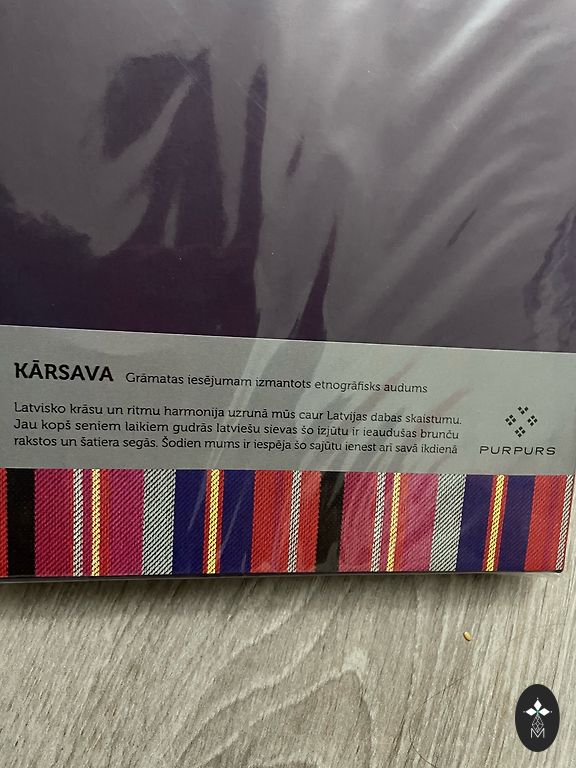 KĀRSAVA Grāmatas iesējumam izmantots etnogrāfisks audums
Latvisko krāsu un ritmu harmonija uzrunā mūs caur Latvijas dabas skaistumu.
Jau kopš seniem laikiem gudrās latviešu sievas šo izjūtu ir ieaudušas brunču
rakstos un šatiera segās. Šodien mums ir iespēja šo sajūtu ienest arī savā ikdienā
PURPURS
M